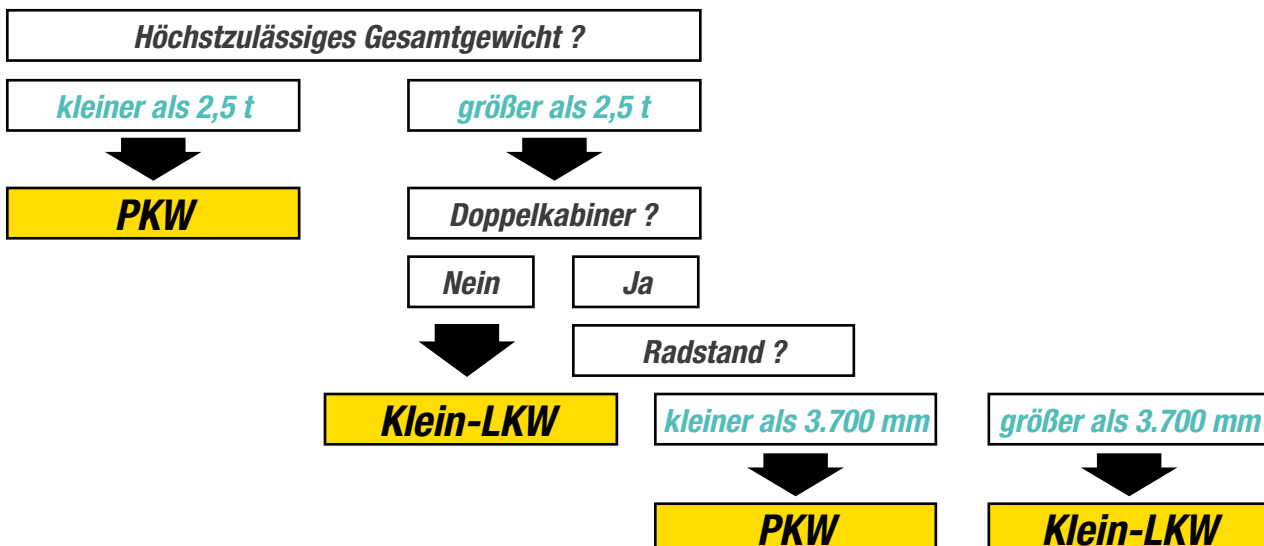 Höchstzulässiges Gesamtgewicht ?
kleiner als 2,5 t
größer als 2,5 t
PKW
Doppelkabiner ?
Nein
Ja
Radstand ?
Klein-LKW
kleiner als 3.700 mm
größer als 3.700 mm
PKW
Klein-LKW